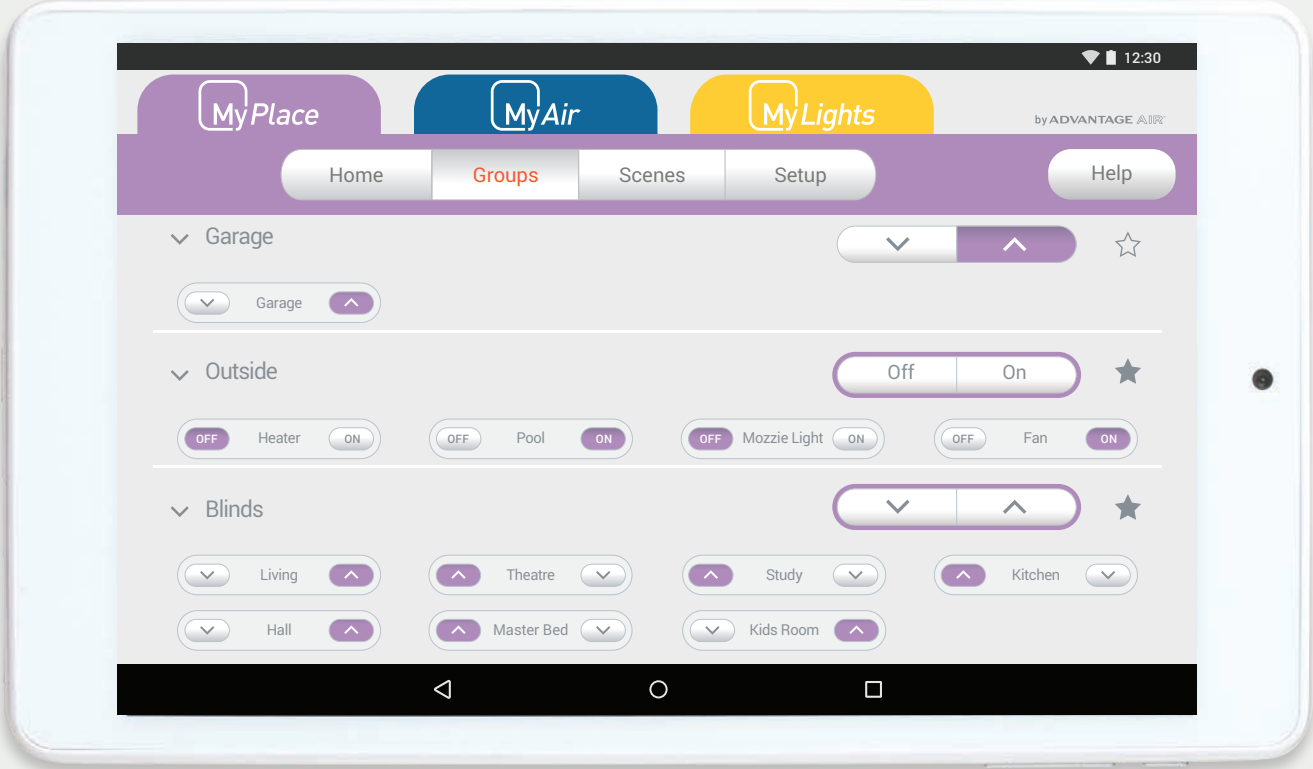 12:30
MyPlace
MyAir
MyLights
by ADVANTAGE AIR
Home
Groups
Scenes
Setup
Help
Garage
Garage
Outside
Off
On
OFF Heater ON
OFF Pool ON
OFF Mozzie Light ON
OFF Fan ON
Blinds
Living
Theatre
Study
Kitchen
Hall
Master Bed
Kids Room